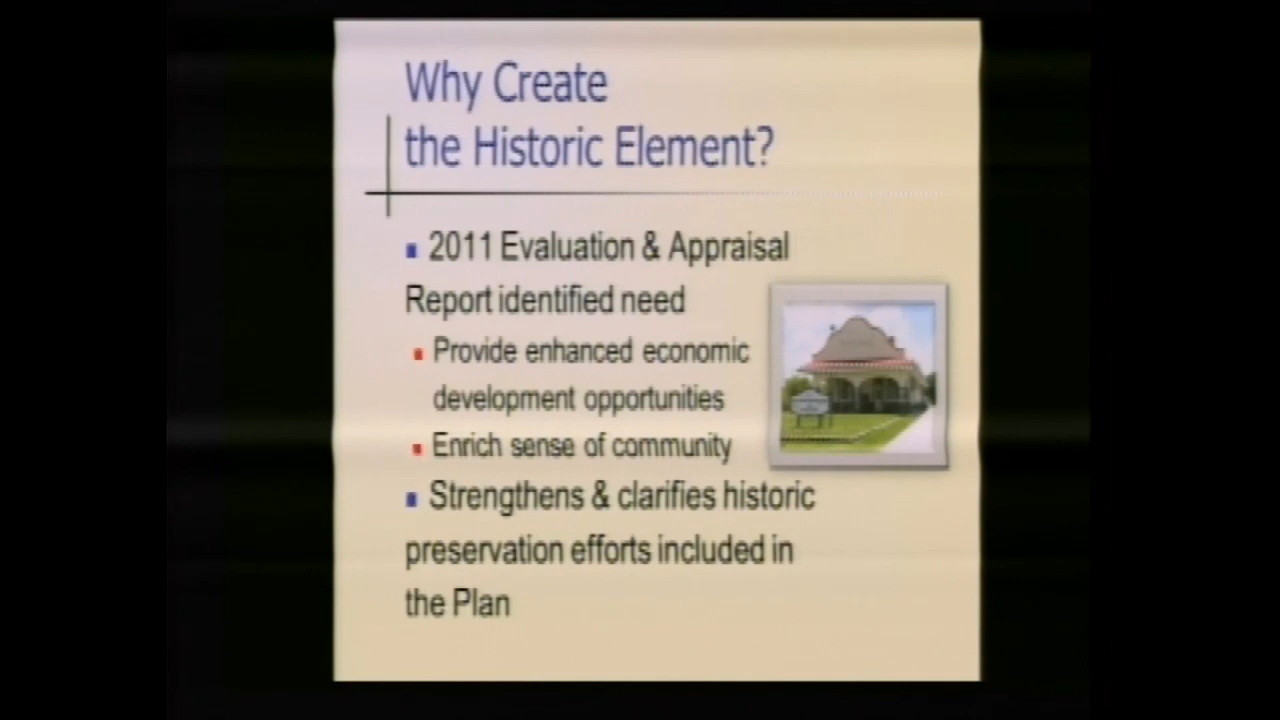 Why Create
the Historic Element?
2011 Evaluation & Appraisal
Report identified need
Provide enhanced economic
development opportunities
Enrich sense of community
Strengthens & clarifies historic
preservation efforts included in
the Plan